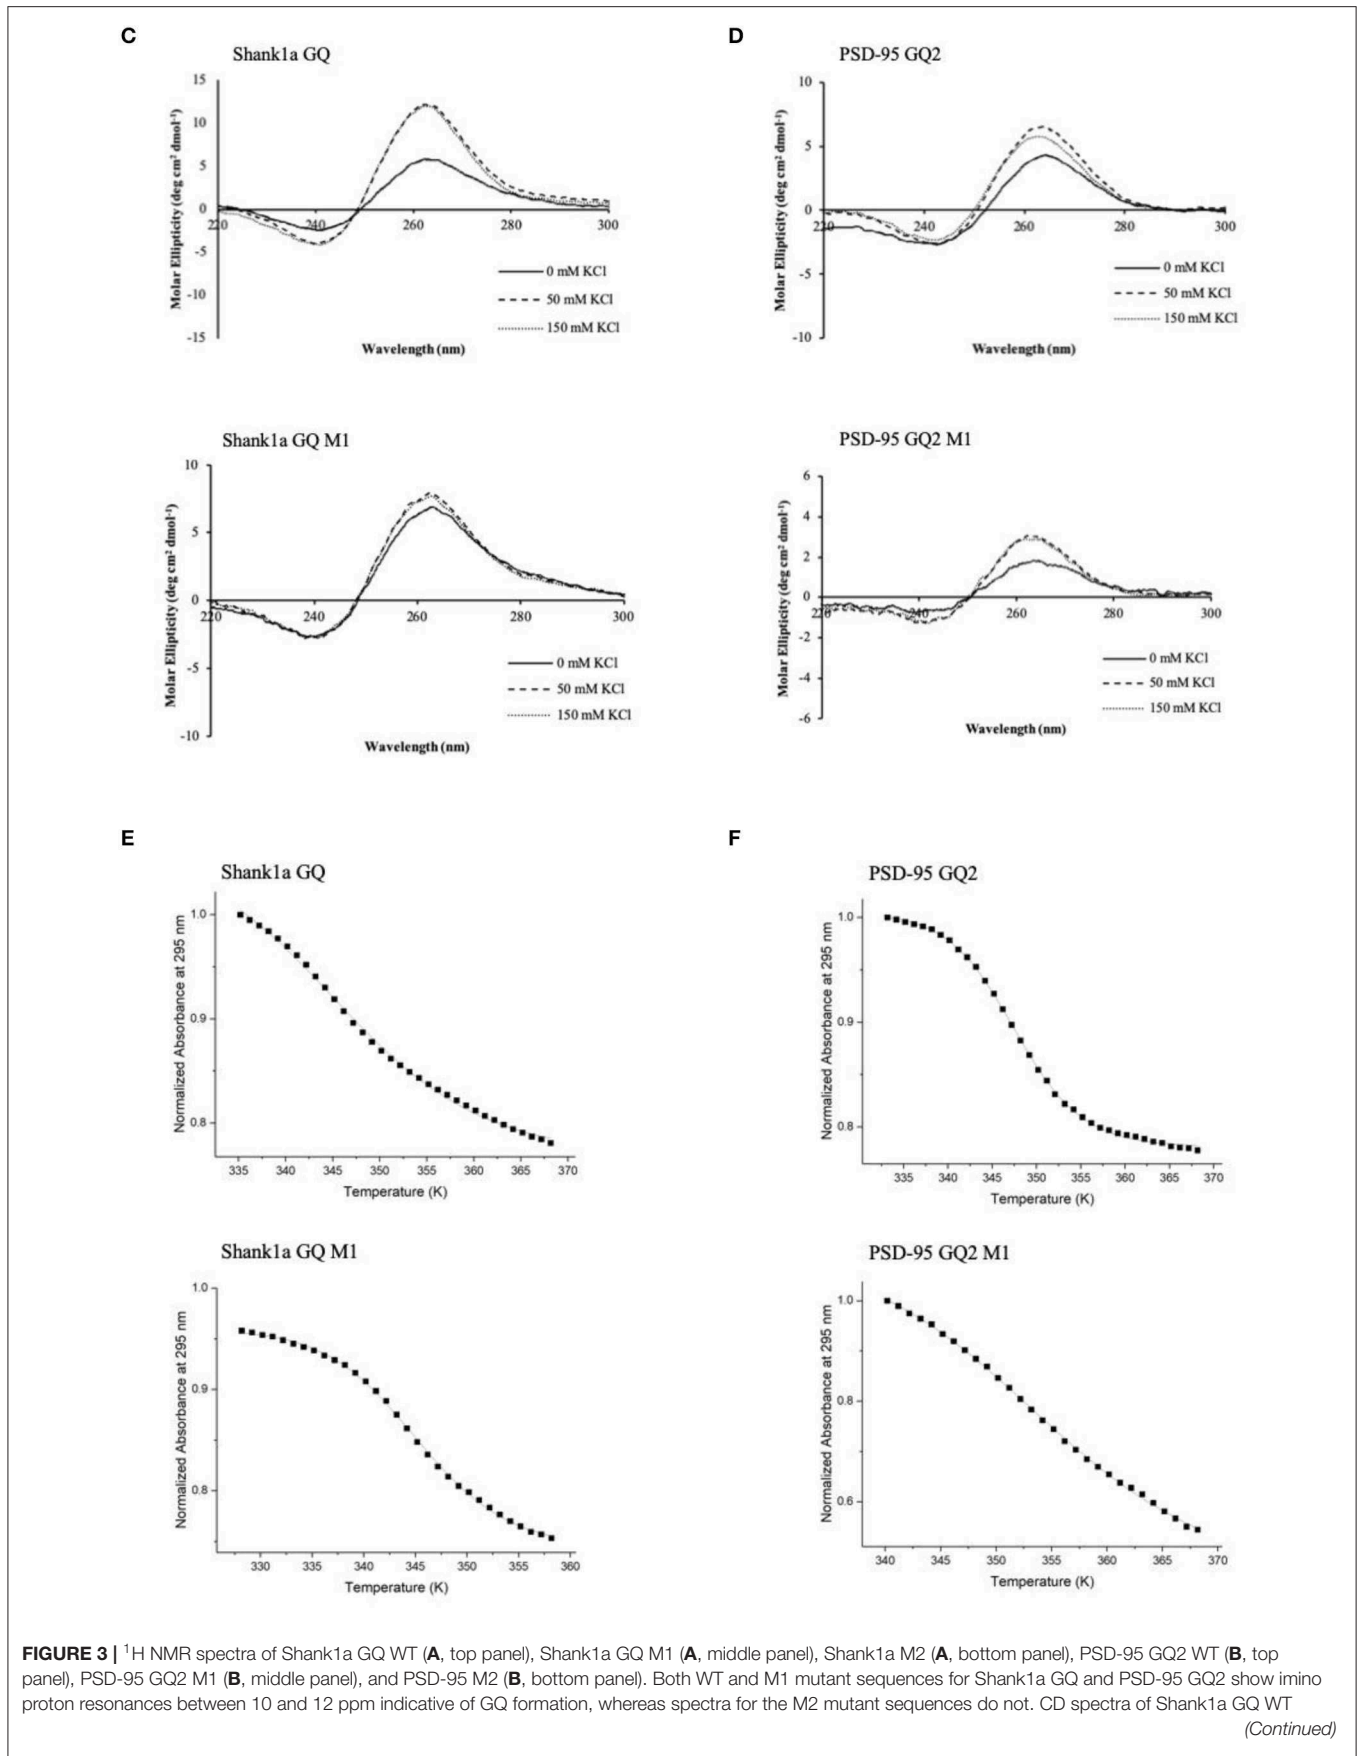 C
Shank1a GQ
15
10
5
0
-5
-10
-15
220
240
260
280
300
Molar Ellipticity (deg cm² dmol⁻¹)
0 mM KCl
50 mM KCl
150 mM KCl
Wavelength (nm)
D
PSD-95 GQ2
10
5
0
-5
-10
220
240
260
280
300
Molar Ellipticity (deg cm² dmol⁻¹)
0 mM KCl
50 mM KCl
150 mM KCl
Wavelength (nm)
Shank1a GQ M1
10
5
0
-5
-10
220
240
260
280
300
Molar Ellipticity (deg cm² dmol⁻¹)
0 mM KCl
50 mM KCl
150 mM KCl
Wavelength (nm)
PSD-95 GQ2 M1
6
4
2
0
-2
-4
-6
220
240
260
280
300
Molar Ellipticity (deg cm² dmol⁻¹)
0 mM KCl
50 mM KCl
150 mM KCl
Wavelength (nm)
E
Shank1a GQ
1.0
0.9
0.8
Normalized Absorbance at 295 nm
335 340 345 350 355 360 365 370
Temperature (K)
F
PSD-95 GQ2
1.0
0.9
0.8
Normalized Absorbance at 295 nm
335 340 345 350 355 360 365 370
Temperature (K)
Shank1a GQ M1
1.0
0.9
0.8
Normalized Absorbance at 295 nm
330 335 340 345 350 355 360
Temperature (K)
PSD-95 GQ2 M1
1.0
0.8
0.6
Normalized Absorbance at 295 nm
340 345 350 355 360 365 370
Temperature (K)
FIGURE 3 | ¹H NMR spectra of Shank1a GQ WT (A, top panel), Shank1a GQ M1 (A, middle panel), Shank1a M2 (A, bottom panel), PSD-95 GQ2 WT (B, top
panel), PSD-95 GQ2 M1 (B, middle panel), and PSD-95 M2 (B, bottom panel). Both WT and M1 mutant sequences for Shank1a GQ and PSD-95 GQ2 show imino
proton resonances between 10 and 12 ppm indicative of GQ formation, whereas spectra for the M2 mutant sequences do not. CD spectra of Shank1a GQ WT
(Continued)